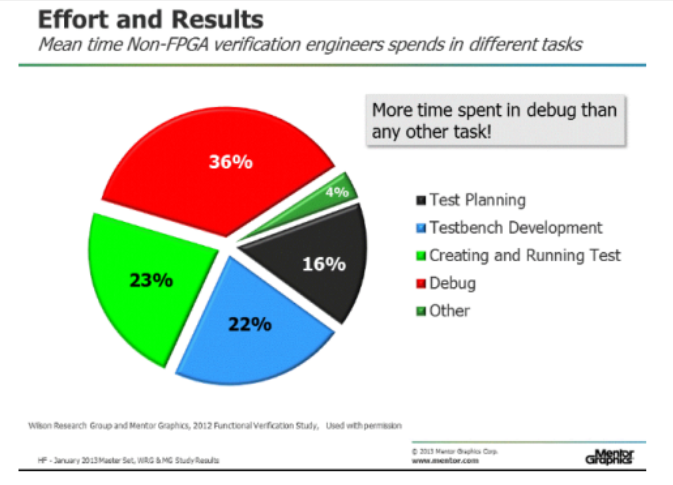 Effort and Results
Mean time Non-FPGA verification engineers spends in different tasks
More time spent in debug than
any other task!
36%
4%
16%
23%
22%
Test Planning
Testbench Development
Creating and Running Test
Debug
Other
Wilson Research Group and Mentor Graphics, 2012 Functional Verification Study, Used with permission
HF - January 2013 Master Set, WRG & MG Study Results
© 2013 Mentor Graphics Corp.
www.mentor.com
Mentor
Graphics